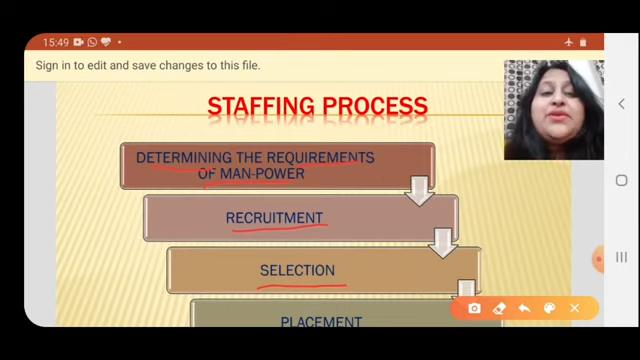 15:49
Sign in to edit and save changes to this file.
STAFFING PROCESS
DETERMINING THE REQUIREMENTS
OF MAN-POWER
RECRUITMENT
SELECTION
PLACEMENT